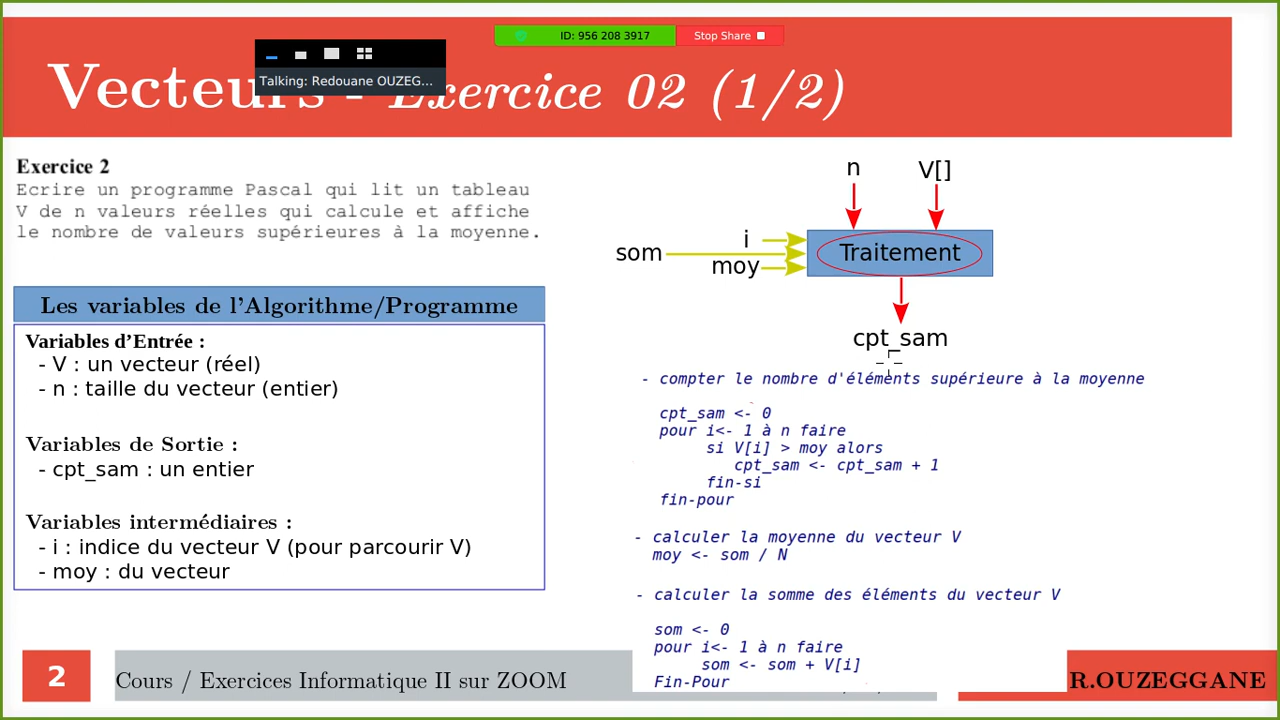 ID: 956 208 3917
Stop Share
Talking: Redouane OUZEG...
Vecteurs - Exercice 02 (1/2)
Exercice 2
Ecrire un programme Pascal qui lit un tableau
V de n valeurs réelles qui calcule et affiche
le nombre de valeurs supérieures à la moyenne.
Les variables de l'Algorithme/Programme
Variables d'Entrée :
- V : un vecteur (réel)
- n : taille du vecteur (entier)
Variables de Sortie :
- cpt_sam : un entier
Variables intermédiaires :
- i : indice du vecteur V (pour parcourir V)
- moy : du vecteur
n
V[]
i
som
moy
Traitement
cpt_sam
- compter le nombre d'éléments supérieure à la moyenne
cpt_sam <- 0
pour i<- 1 à n faire
si V[i] > moy alors
cpt_sam <- cpt_sam + 1
fin-si
fin-pour
- calculer la moyenne du vecteur V
moy <- som / N
- calculer la somme des éléments du vecteur V
som <- 0
pour i<- 1 à n faire
som <- som + V[i]
Fin-Pour
2
Cours / Exercices Informatique II sur ZOOM
R.OUZEGGANE